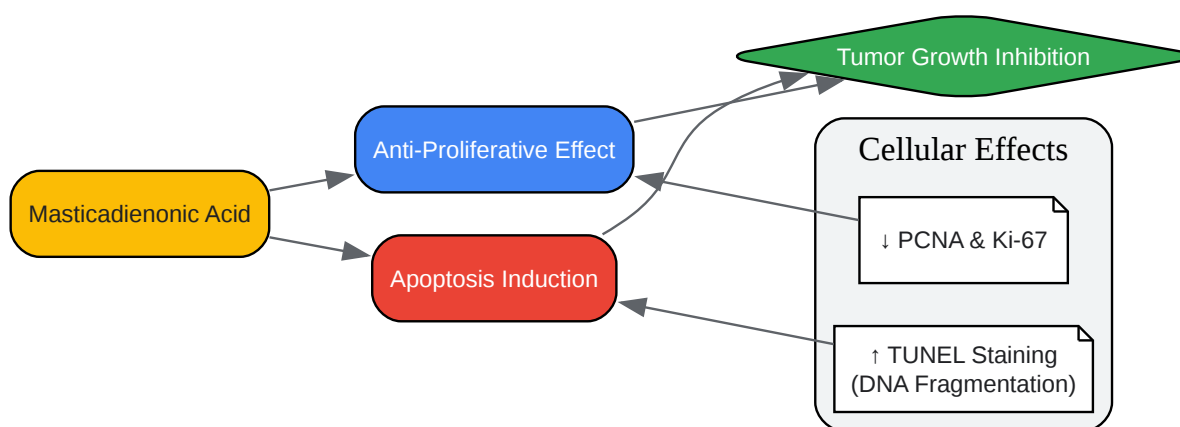 Tumor Growth Inhibition
Anti-Proliferative Effect
Cellular Effects
Masticadienonic Acid
↓ PCNA & Ki-67
Apoptosis Induction
↑ TUNEL Staining
(DNA Fragmentation)